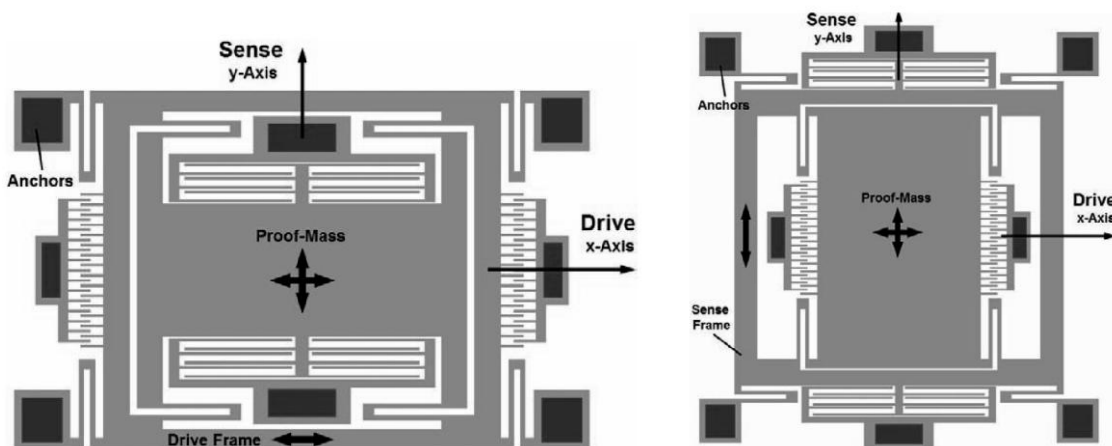 Sense
y-Axis
Anchors
Proof-Mass
Drive
x-Axis
Drive Frame
Sense
y-Axis
Anchors
Proof-Mass
Drive
x-Axis
Sense
Frame